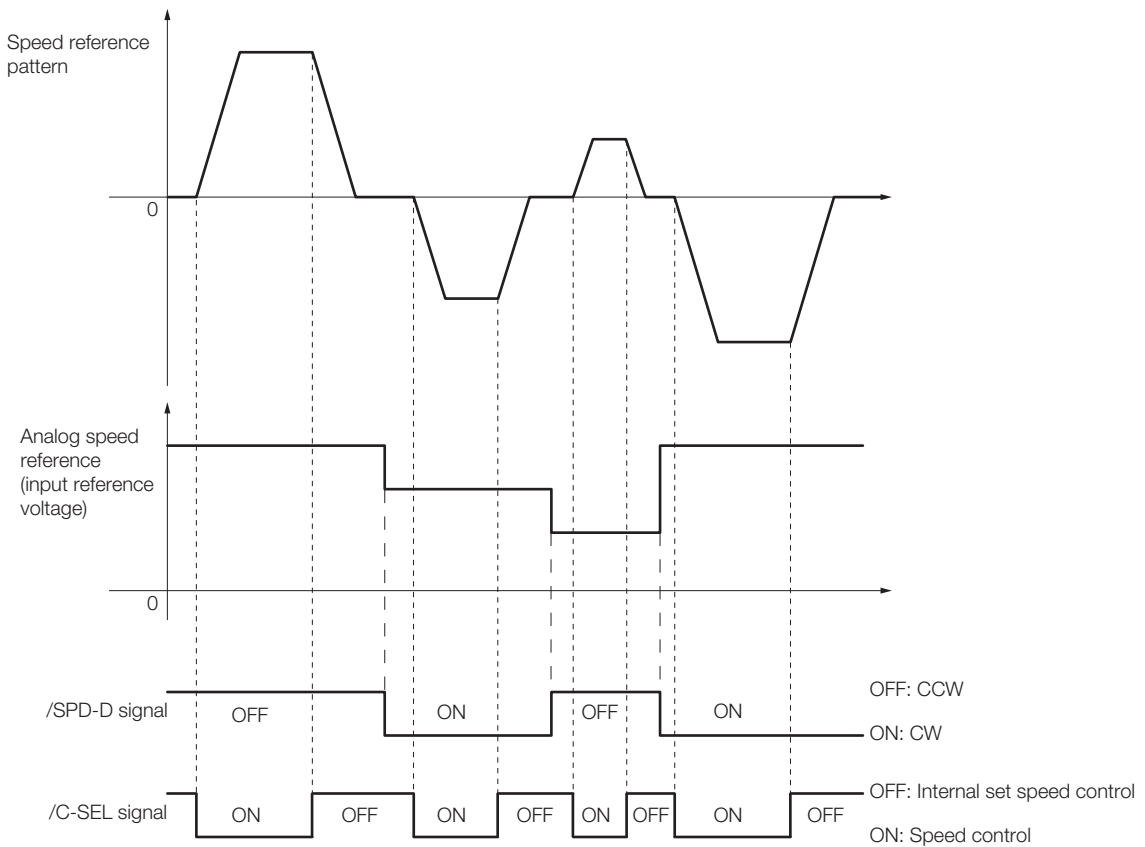 Speed reference
pattern
0
Analog speed
reference
(input reference
voltage)
0
/SPD-D signal
OFF
ON
OFF
ON
OFF: CCW
ON: CW
/C-SEL signal
ON
OFF
ON
OFF
ON
OFF
ON
OFF
OFF: Internal set speed control
ON: Speed control